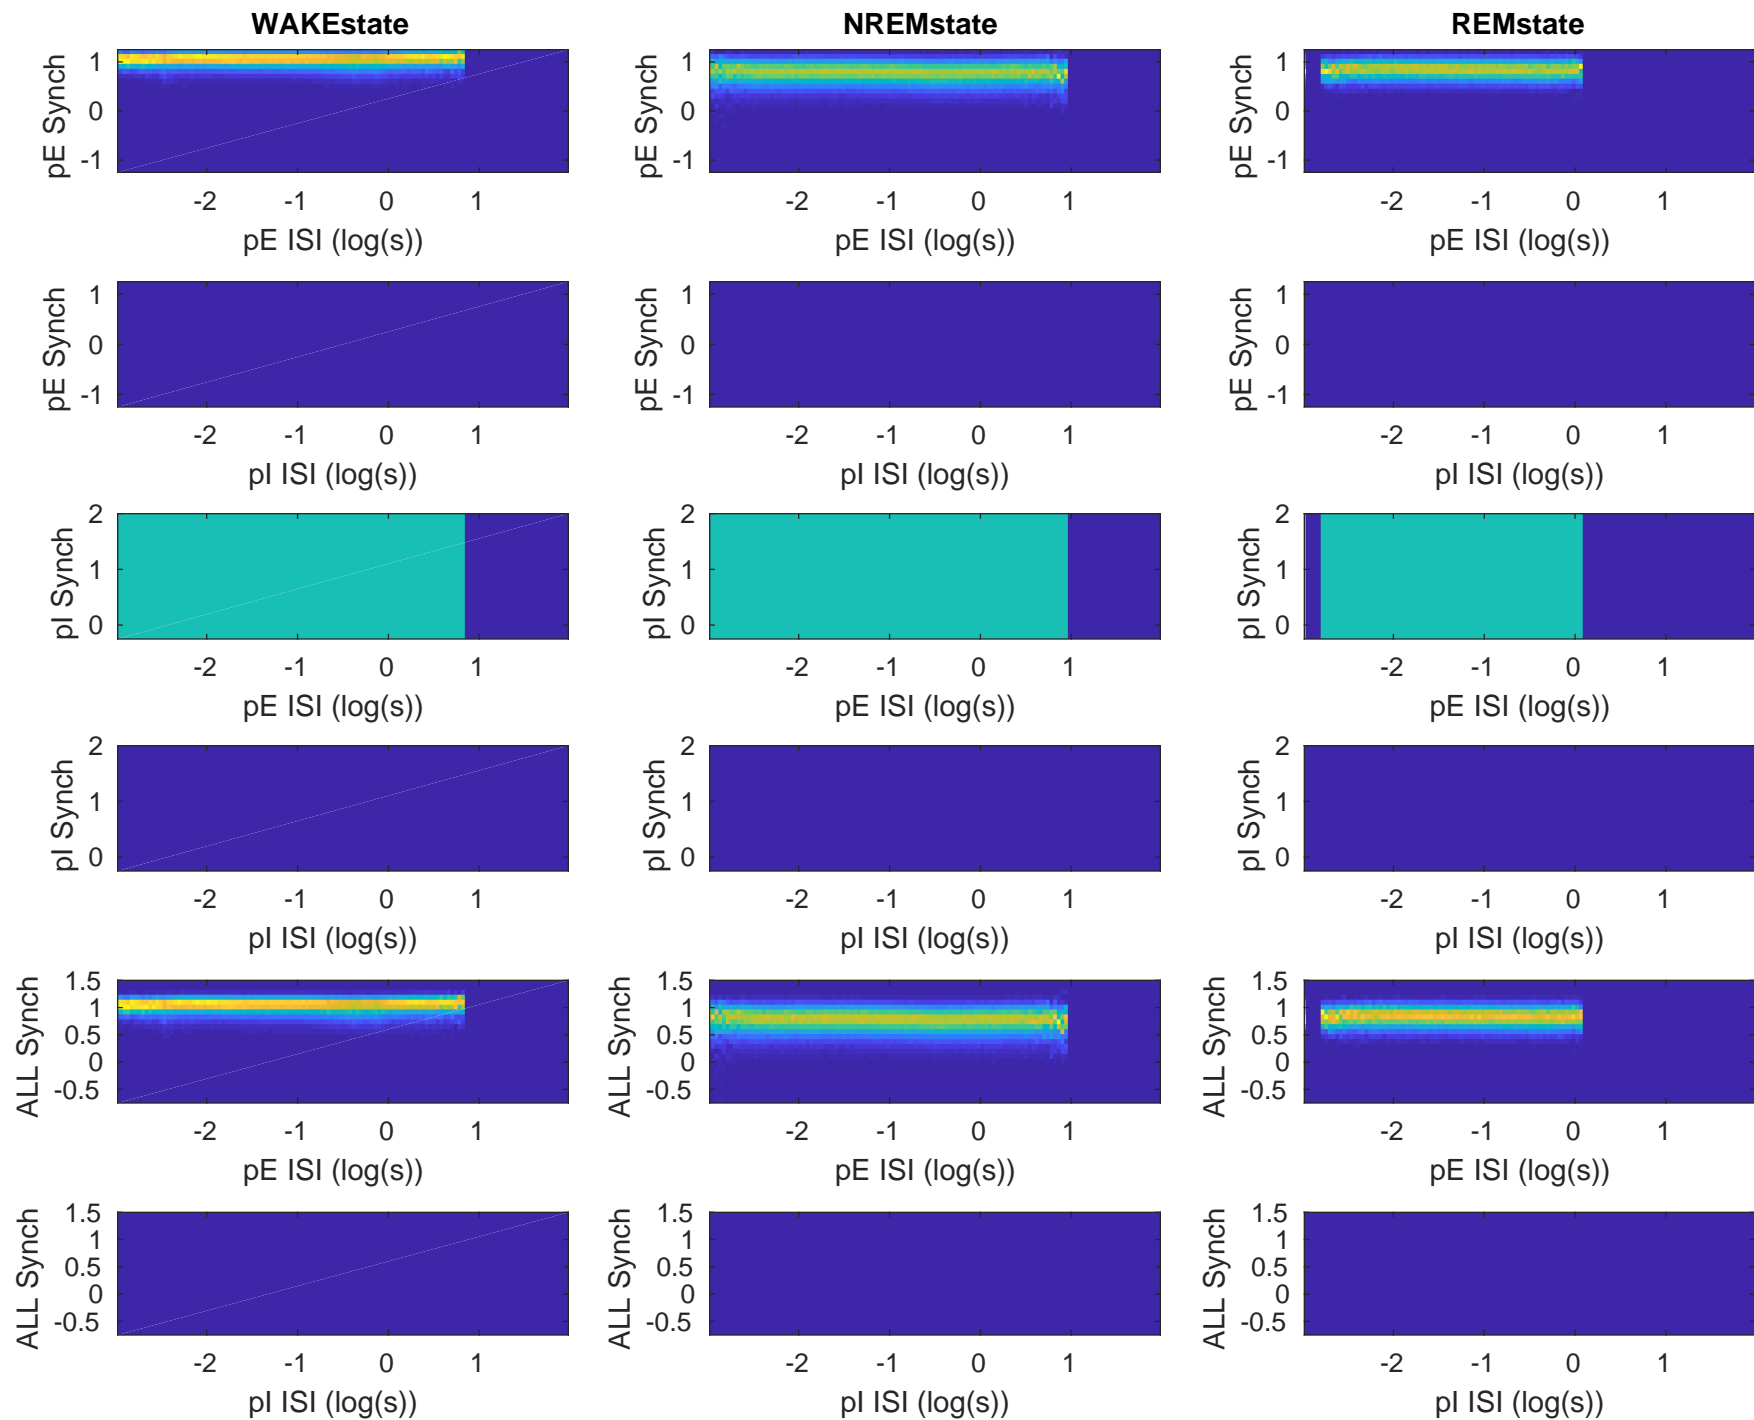 WAKEstate NREMstate REMstate
1 1 1
pE Synch pE Synch pE Synch
0 0 0
-1 -1 -1
-2 -1 0 1 -2 -1 0 1 -2 -1 0 1
pE ISI (log(s)) pE ISI (log(s)) pE ISI (log(s))
1 1 1
pE Synch pE Synch pE Synch
0 0 0
-1 -1 -1
-2 -1 0 1 -2 -1 0 1 -2 -1 0 1
pI ISI (log(s)) pI ISI (log(s)) pI ISI (log(s))
2 2 2
pI Synch pI Synch pI Synch
1 1 1
0 0 0
-2 -1 0 1 -2 -1 0 1 -2 -1 0 1
pE ISI (log(s)) pE ISI (log(s)) pE ISI (log(s))
2 2 2
pI Synch pI Synch pI Synch
1 1 1
0 0 0
-2 -1 0 1 -2 -1 0 1 -2 -1 0 1
pI ISI (log(s)) pI ISI (log(s)) pI ISI (log(s))
1.5 1.5 1.5
1 1 1
ALL Synch ALL Synch ALL Synch
0.5 0.5 0.5
0 0 0
-0.5 -0.5 -0.5
-2 -1 0 1 -2 -1 0 1 -2 -1 0 1
pE ISI (log(s)) pE ISI (log(s)) pE ISI (log(s))
1.5 1.5 1.5
1 1 1
ALL Synch ALL Synch ALL Synch
0.5 0.5 0.5
0 0 0
-0.5 -0.5 -0.5
-2 -1 0 1 -2 -1 0 1 -2 -1 0 1
pI ISI (log(s)) pI ISI (log(s)) pI ISI (log(s))